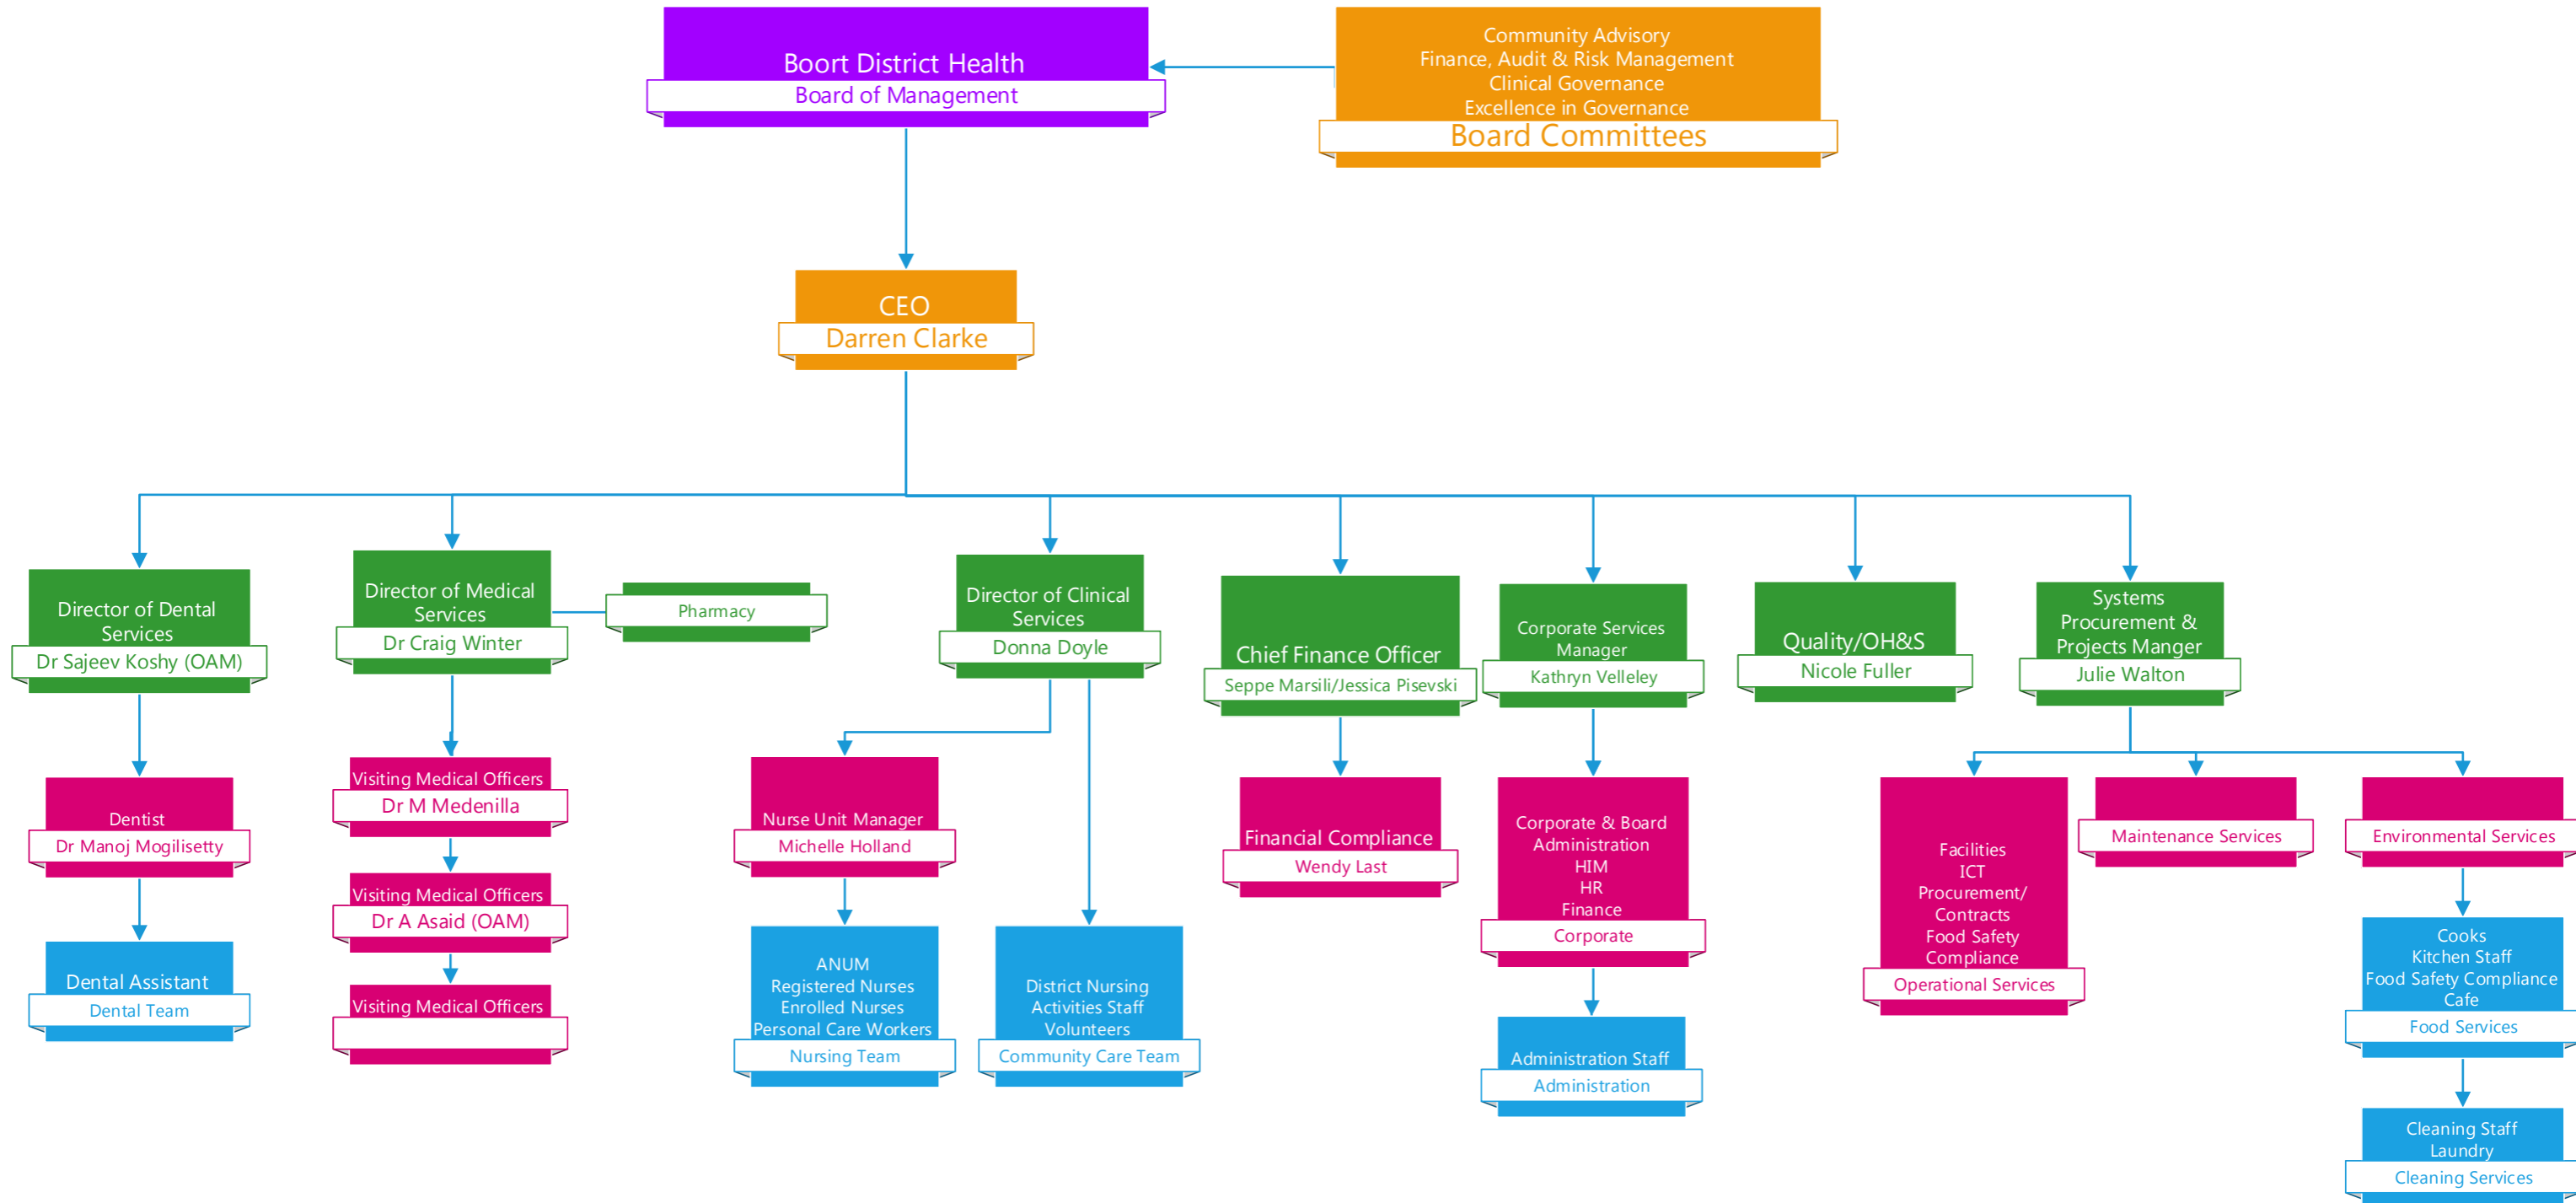 Boort District Health
Board of Management
Community Advisory
Finance, Audit & Risk Management
Clinical Governance
Excellence in Governance
Board Committees
CEO
Darren Clarke
Director of Dental
Services
Dr Sajeev Koshy (OAM)
Director of Medical
Services
Dr Craig Winter
Pharmacy
Director of Clinical
Services
Donna Doyle
Chief Finance Officer
Seppe Marsili/Jessica Pisevski
Corporate Services
Manager
Kathryn Velleley
Quality/OH&S
Nicole Fuller
Systems
Procurement &
Projects Manger
Julie Walton
Dentist
Dr Manoj Mogilisetty
Dental Assistant
Dental Team
Visiting Medical Officers
Dr M Medenilla
Visiting Medical Officers
Dr A Asaid (OAM)
Visiting Medical Officers
Nurse Unit Manager
Michelle Holland
ANUM
Registered Nurses
Enrolled Nurses
Personal Care Workers
Nursing Team
District Nursing
Activities Staff
Volunteers
Community Care Team
Financial Compliance
Wendy Last
Corporate & Board
Administration
HIM
HR
Finance
Corporate
Administration Staff
Administration
Facilities
ICT
Procurement/
Contracts
Food Safety
Compliance
Operational Services
Maintenance Services
Environmental Services
Cooks
Kitchen Staff
Food Safety Compliance
Cafe
Food Services
Cleaning Staff
Laundry
Cleaning Services